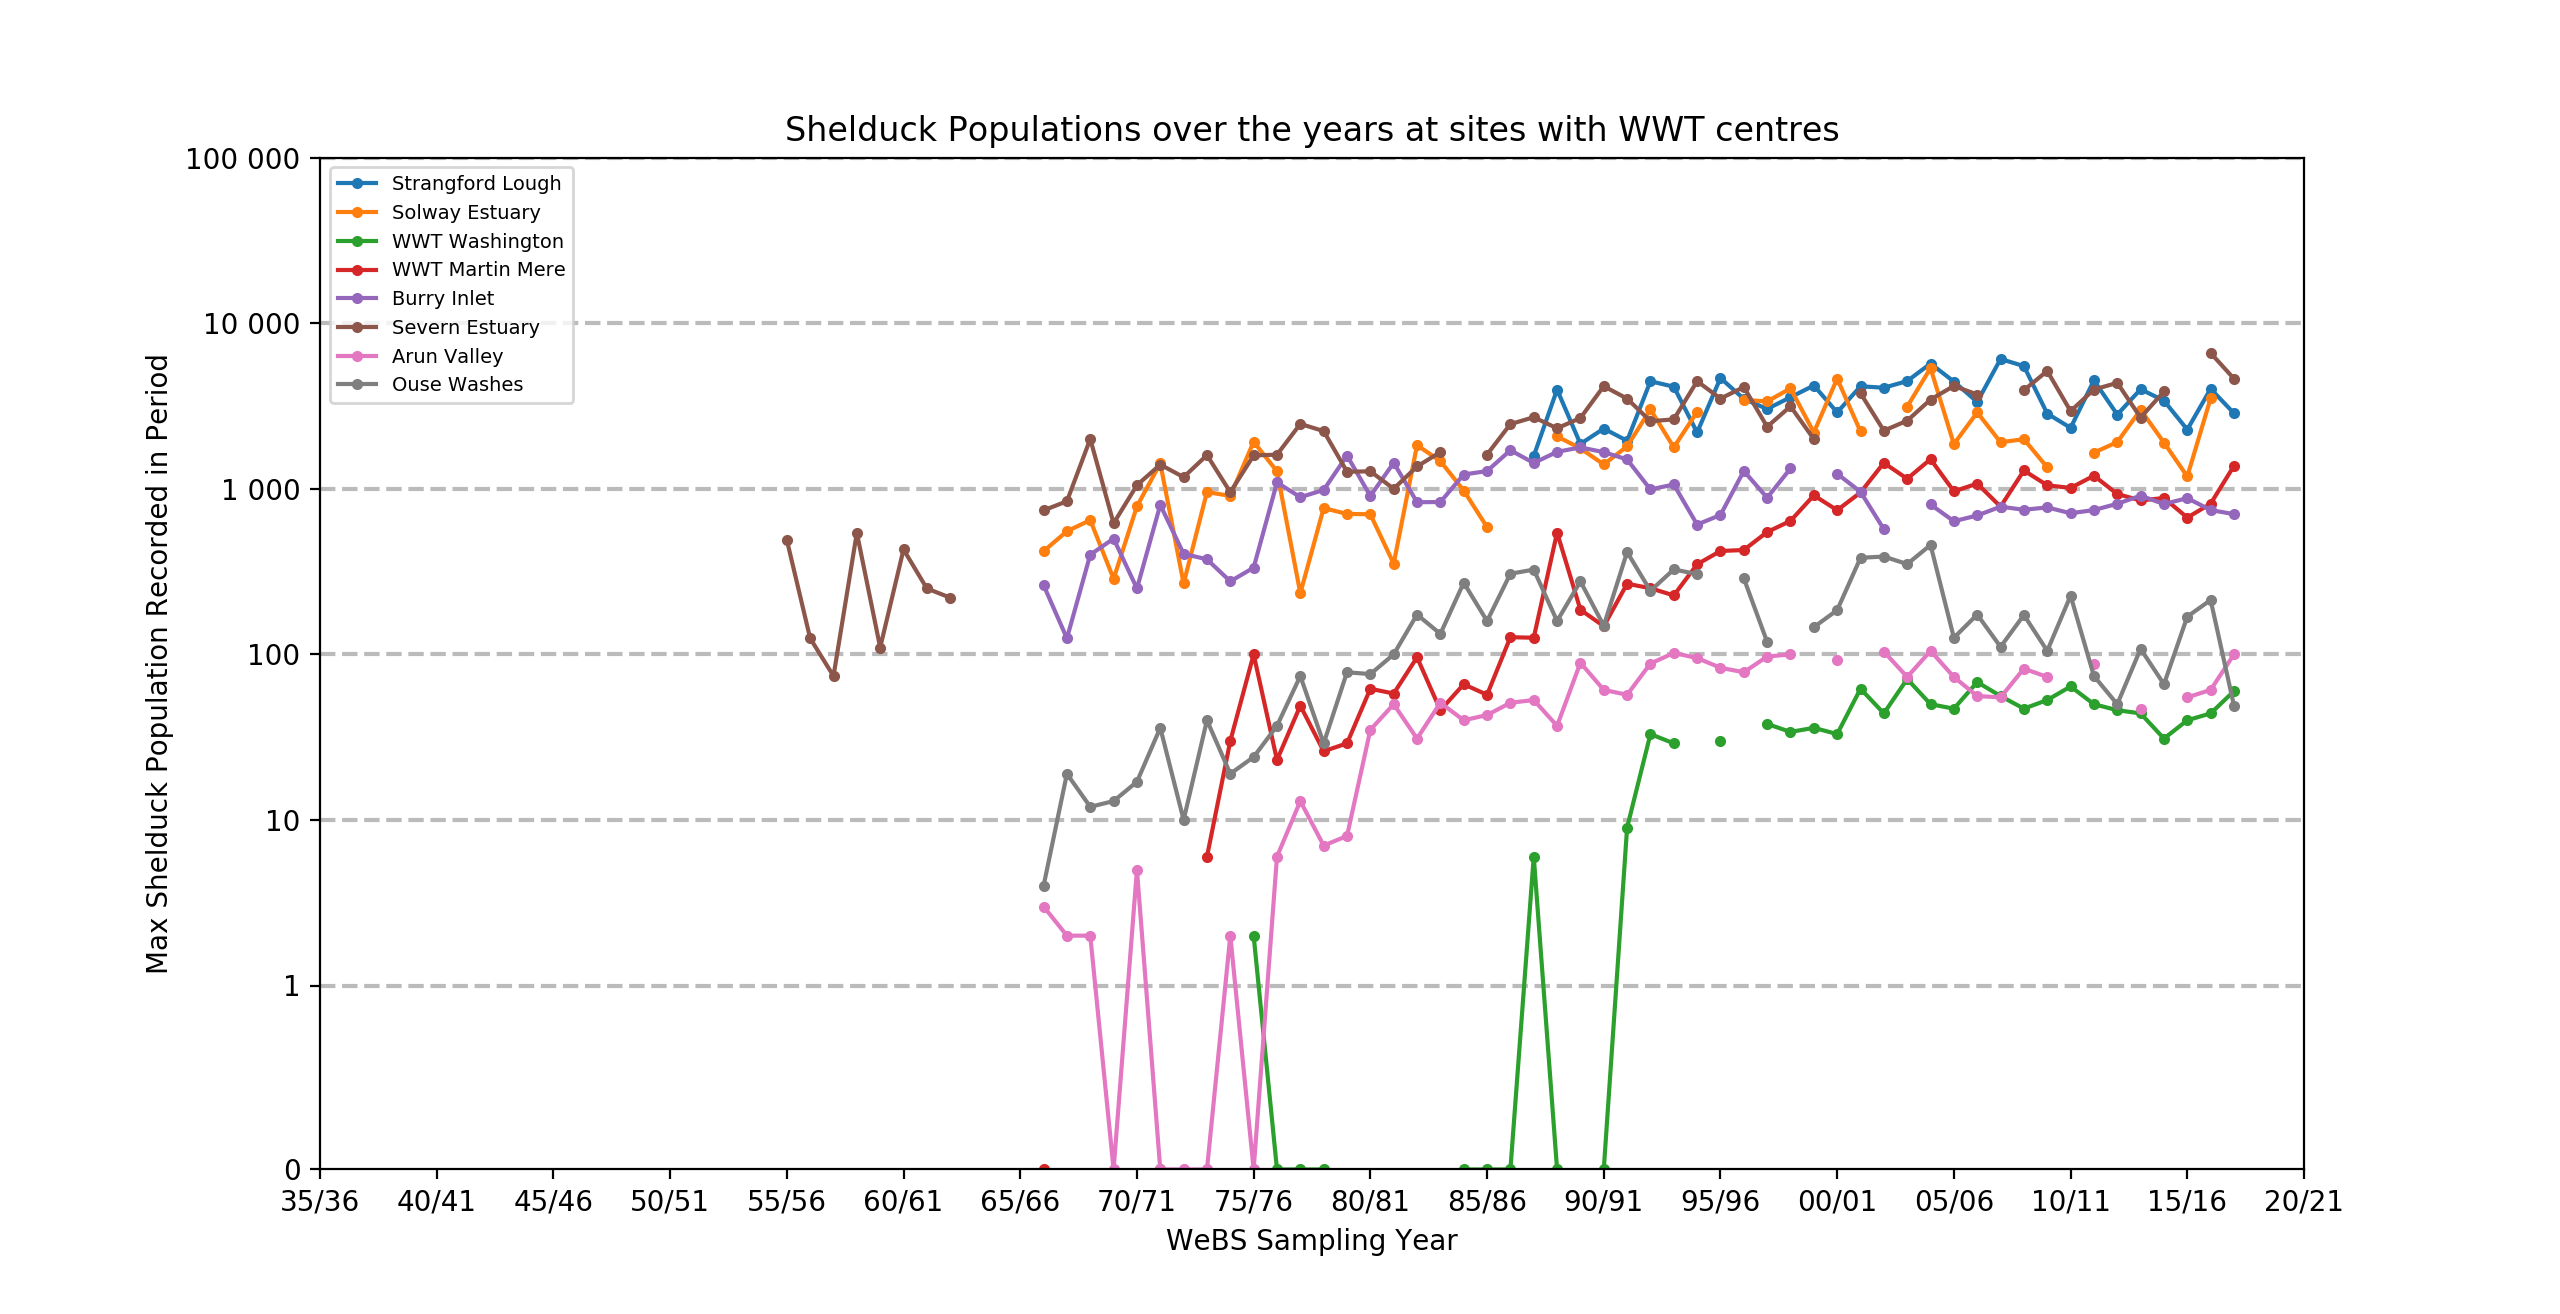 Shelduck Populations over the years at sites with WWT centres
100 000
10 000
1 000
100
10
1
0
Max Shelduck Population Recorded in Period
Strangford Lough
Solway Estuary
WWT Washington
WWT Martin Mere
Burry Inlet
Severn Estuary
Arun Valley
Ouse Washes
35/36 40/41 45/46 50/51 55/56 60/61 65/66 70/71 75/76 80/81 85/86 90/91 95/96 00/01 05/06 10/11 15/16 20/21
WeBS Sampling Year